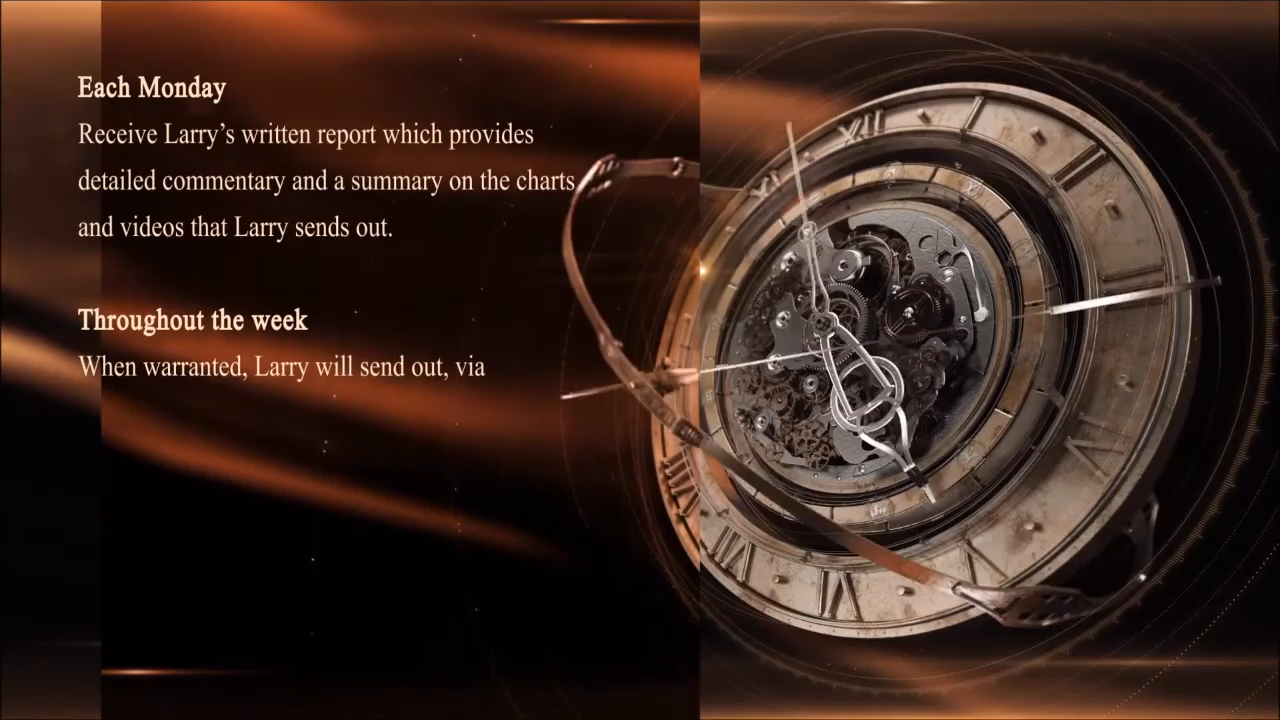 Each Monday
Receive Larry’s written report which provides
detailed commentary and a summary on the charts
and videos that Larry sends out.
Throughout the week
When warranted, Larry will send out, via